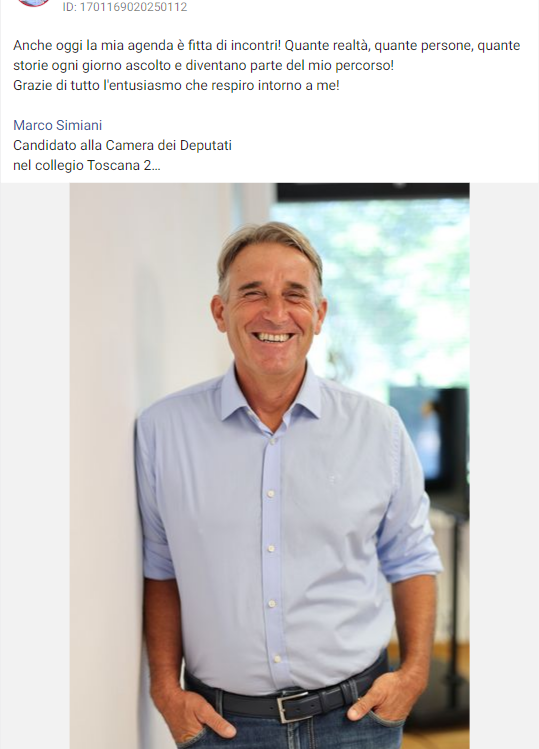 ID: 1701169020250112
Anche oggi la mia agenda è fitta di incontri! Quante realtà, quante persone, quante
storie ogni giorno ascolto e diventano parte del mio percorso!
Grazie di tutto l'entusiasmo che respiro intorno a me!
Marco Simiani
Candidato alla Camera dei Deputati
nel collegio Toscana 2…